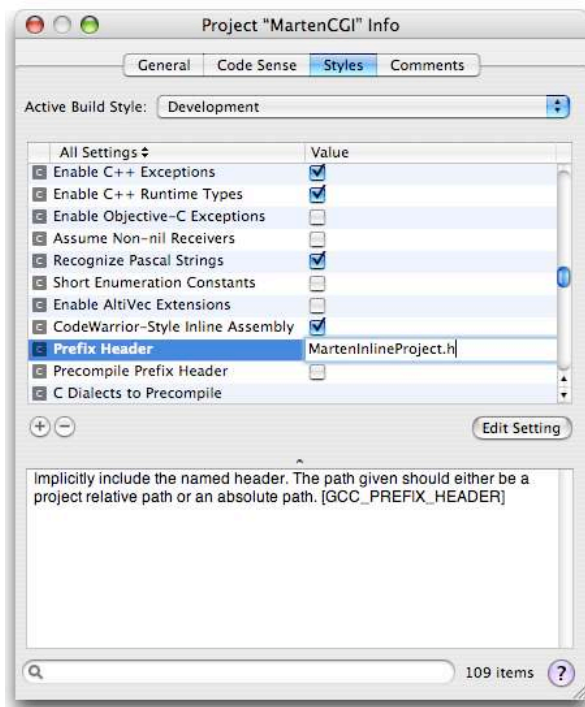 Project “MartenCGI” Info
General Code Sense Styles Comments
Active Build Style: Development
All Settings Value
C Enable C++ Exceptions
C Enable C++ Runtime Types
C Enable Objective-C Exceptions
C Assume Non-nil Receivers
C Recognize Pascal Strings
C Short Enumeration Constants
C Enable AltiVec Extensions
C CodeWarrior-Style Inline Assembly
C Prefix Header MartenInlineProject.h
C Precompile Prefix Header
C C Dialects to Precompile
Edit Setting
Implicitly include the named header. The path given should either be a
project relative path or an absolute path. [GCC_PREFIX_HEADER]
109 items ?